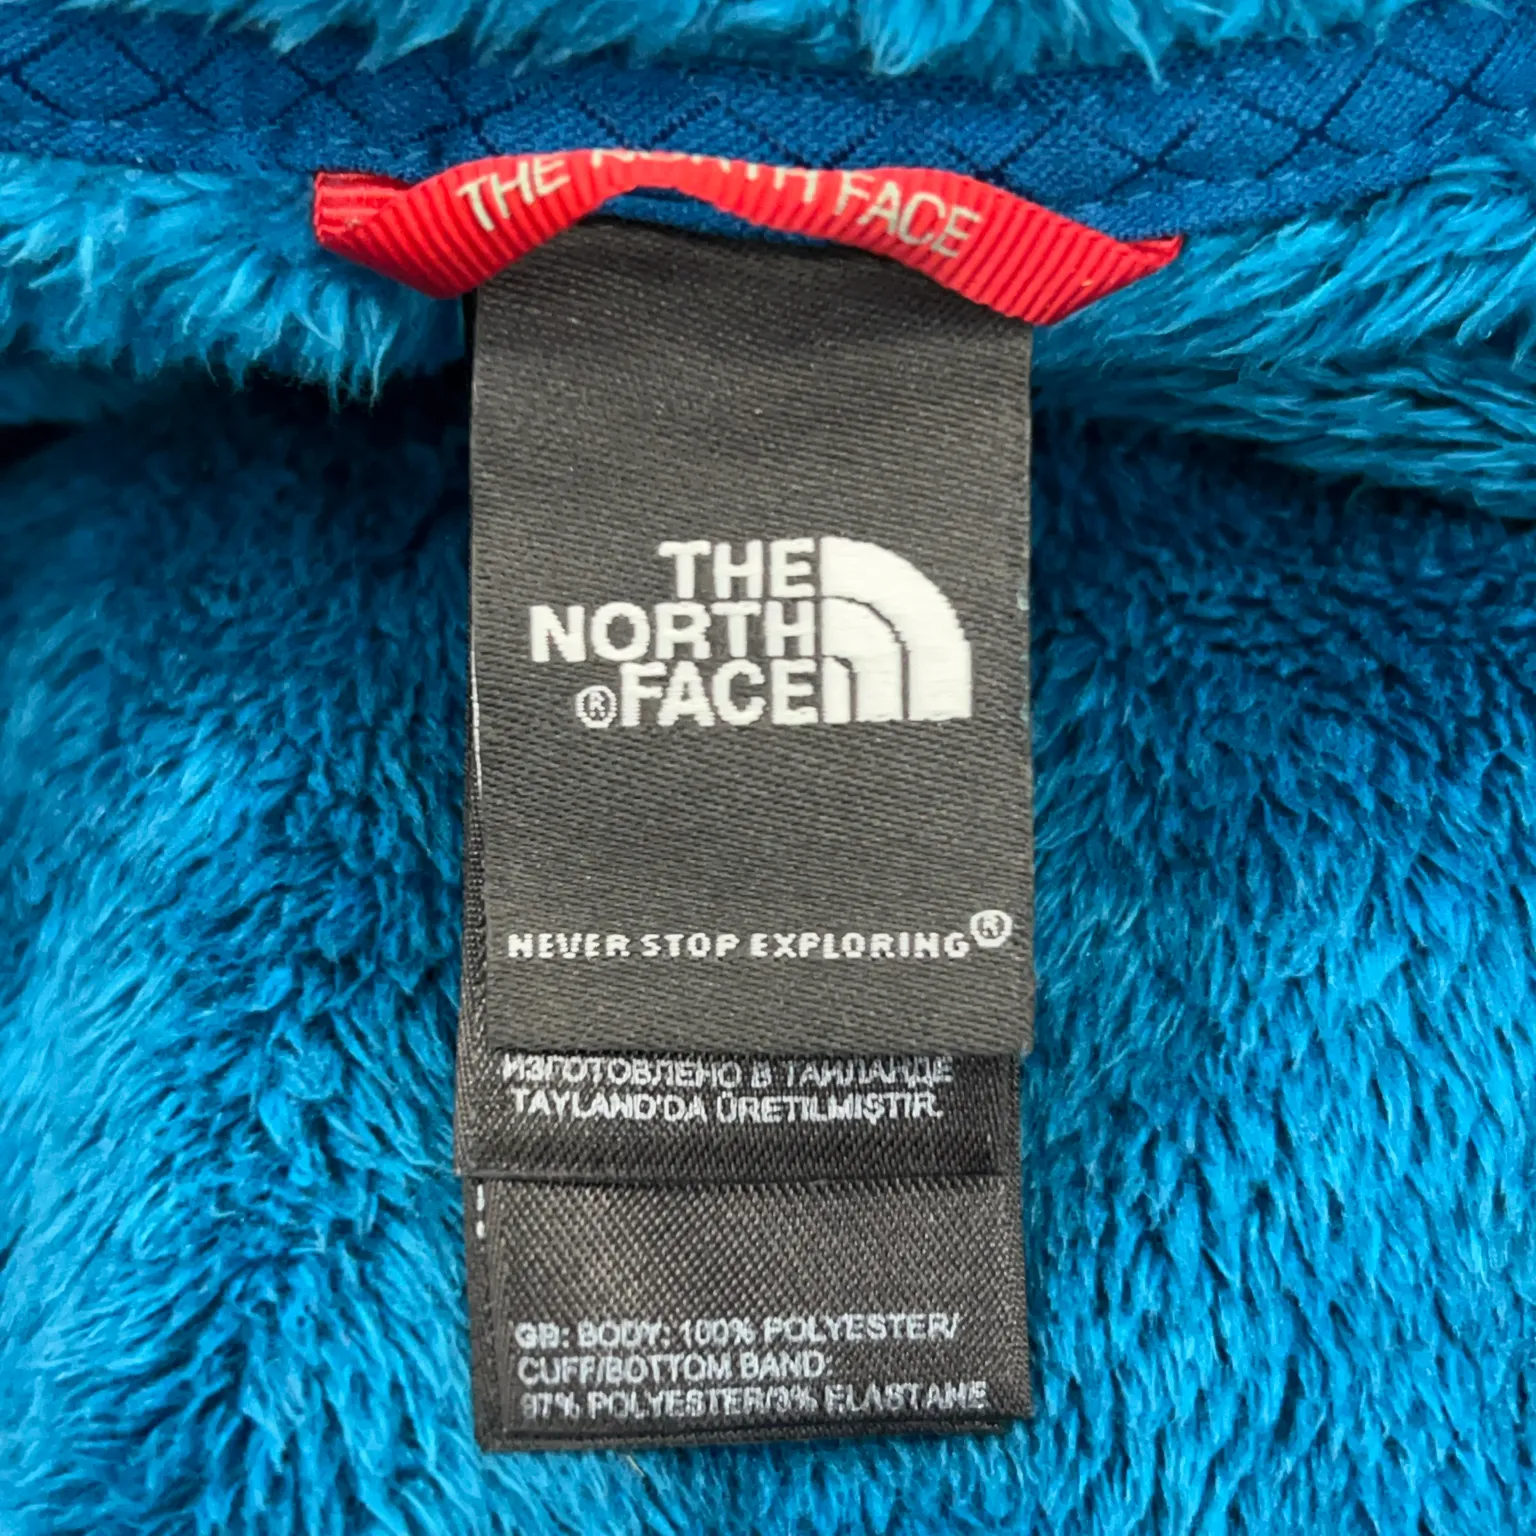 THE NORTH FACE
THE
NORTH
®FACE
NEVER STOP EXPLORING®
ИЗГОТОВЛЕНО В ТАИЛАНДЕ
TAYLAND'DA ÜRETILMIŞTIR.
GB: BODY: 100% POLYESTER/
CUFF/BOTTOM BAND:
97% POLYESTER/3% ELASTANE